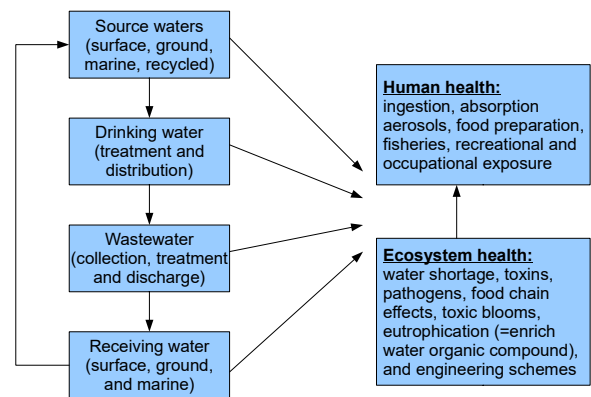 Source waters
(surface, ground,
marine, recycled)
Drinking water
(treatment and
distribution)
Wastewater
(collection, treatment
and discharge)
Receiving water
(surface, ground,
and marine)
Human health:
ingestion, absorption
aerosols, food preparation,
fisheries, recreational and
occupational exposure
Ecosystem health:
water shortage, toxins,
pathogens, food chain
effects, toxic blooms,
eutrophication (=enrich
water organic compound),
and engineering schemes